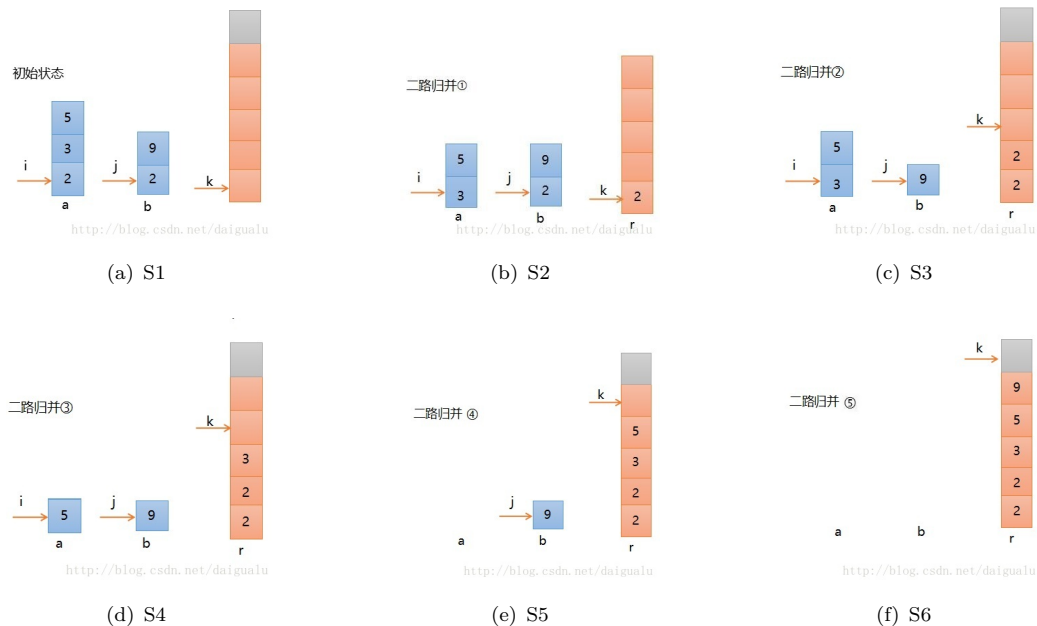 初始状态
5
3
2
i
a
9
2
j
b
k
http://blog.csdn.net/daigualu
(a) S1
二路归并①
5
3
i
a
9
2
j
b
k
2
r
http://blog.csdn.net/daigualu
(b) S2
二路归并②
5
3
i
a
9
j
b
k
2
2
r
http://blog.csdn.net/daigualu
(c) S3
二路归并③
5
i
a
9
j
b
k
3
2
2
r
http://blog.csdn.net/daigualu
(d) S4
二路归并 ④
a
9
j
b
k
5
3
2
2
r
http://blog.csdn.net/daigualu
(e) S5
二路归并 ⑤
a
b
k
9
5
3
2
2
r
http://blog.csdn.net/daigualu
(f) S6